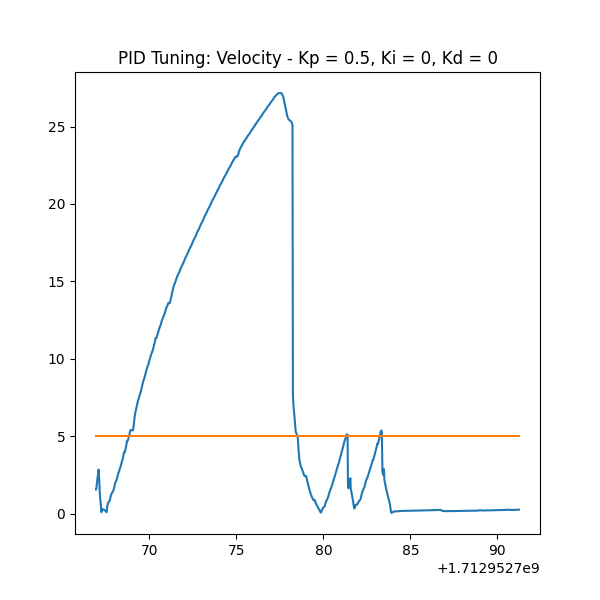 PID Tuning: Velocity - Kp = 0.5, Ki = 0, Kd = 0
25
20
15
10
5
0
70 75 80 85 90
+1.7129527e9